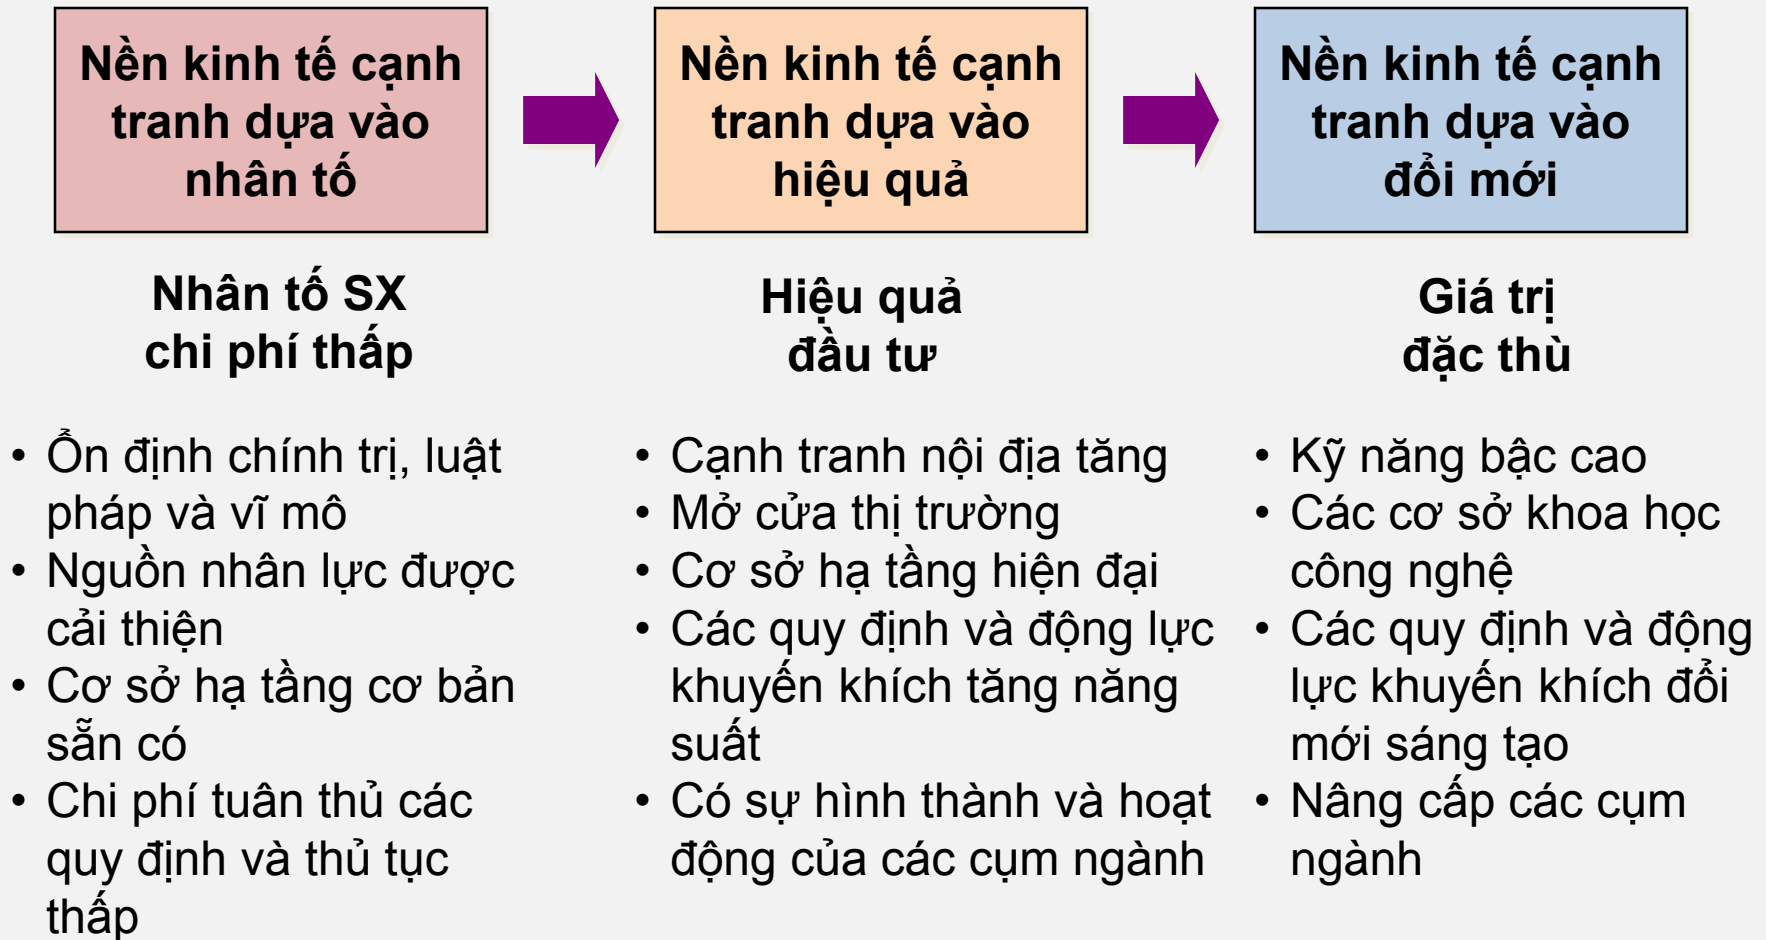 Nền kinh tế cạnh
tranh dựa vào
nhân tố
Nền kinh tế cạnh
tranh dựa vào
hiệu quả
Nền kinh tế cạnh
tranh dựa vào
đổi mới
Nhân tố SX
chi phí thấp
Hiệu quả
đầu tư
Giá trị
đặc thù
• Ổn định chính trị, luật
pháp và vĩ mô
• Nguồn nhân lực được
cải thiện
• Cơ sở hạ tầng cơ bản
sẵn có
• Chi phí tuân thủ các
quy định và thủ tục
thấp
• Cạnh tranh nội địa tăng
• Mở cửa thị trường
• Cơ sở hạ tầng hiện đại
• Các quy định và động lực
khuyến khích tăng năng
suất
• Có sự hình thành và hoạt
động của các cụm ngành
• Kỹ năng bậc cao
• Các cơ sở khoa học
công nghệ
• Các quy định và động
lực khuyến khích đổi
mới sáng tạo
• Nâng cấp các cụm
ngành